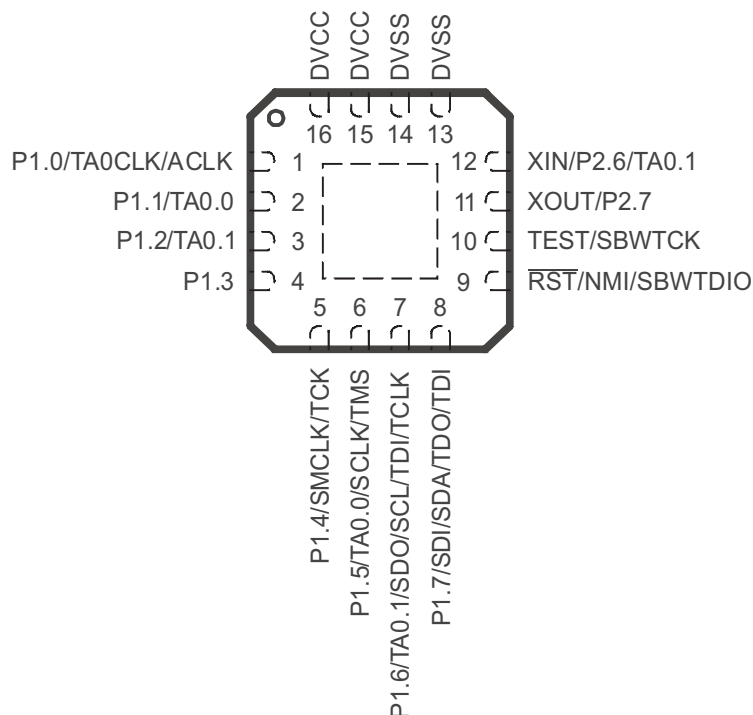 DVCC
DVCC
DVSS
DVSS
16 15 14 13
P1.0/TA0CLK/ACLK 1
12 XIN/P2.6/TA0.1
P1.1/TA0.0 2
11 XOUT/P2.7
P1.2/TA0.1 3
10 TEST/SBWTCK
P1.3 4
9 RST/NMI/SBWTDIO
5 6 7 8
P1.4/SMCLK/TCK
P1.5/TA0.0/SCLK/TMS
P1.6/TA0.1/SDO/SCL/TDI/TCLK
P1.7/SDI/SDA/TDO/TDI